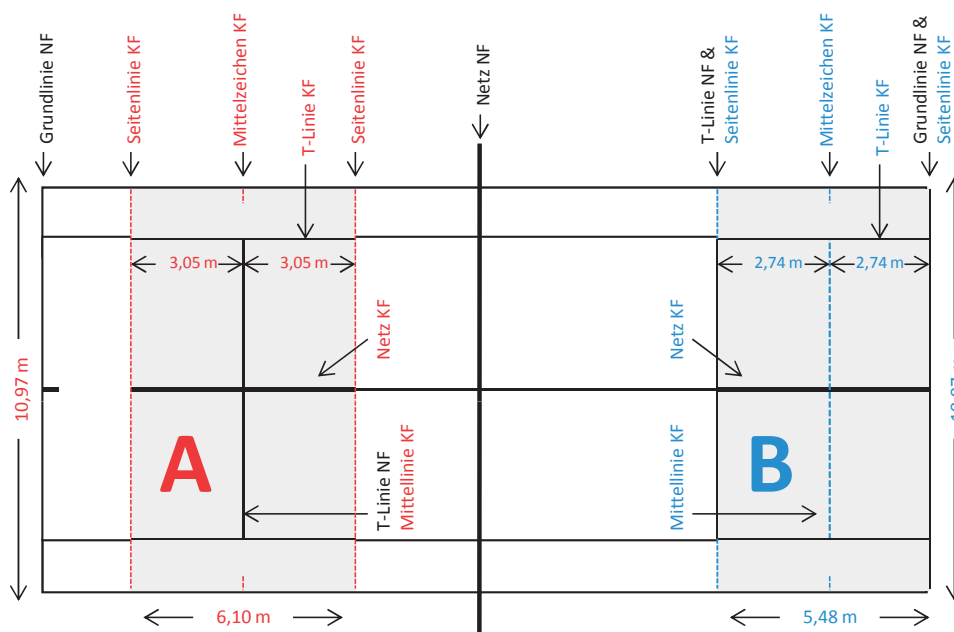 Grundlinie NF
Seitenlinie KF
Mittelzeichen KF
T-Linie KF
Seitenlinie KF
Netz NF
T-Linie NF &
Seitenlinie KF
Mittelzeichen KF
T-Linie KF
Grundlinie NF &
Seitenlinie KF
3,05 m
3,05 m
2,74 m
2,74 m
Netz KF
Netz KF
10,97 m
A
T-Linie NF
Mittellinie KF
Mittellinie KF
B
6,10 m
5,48 m